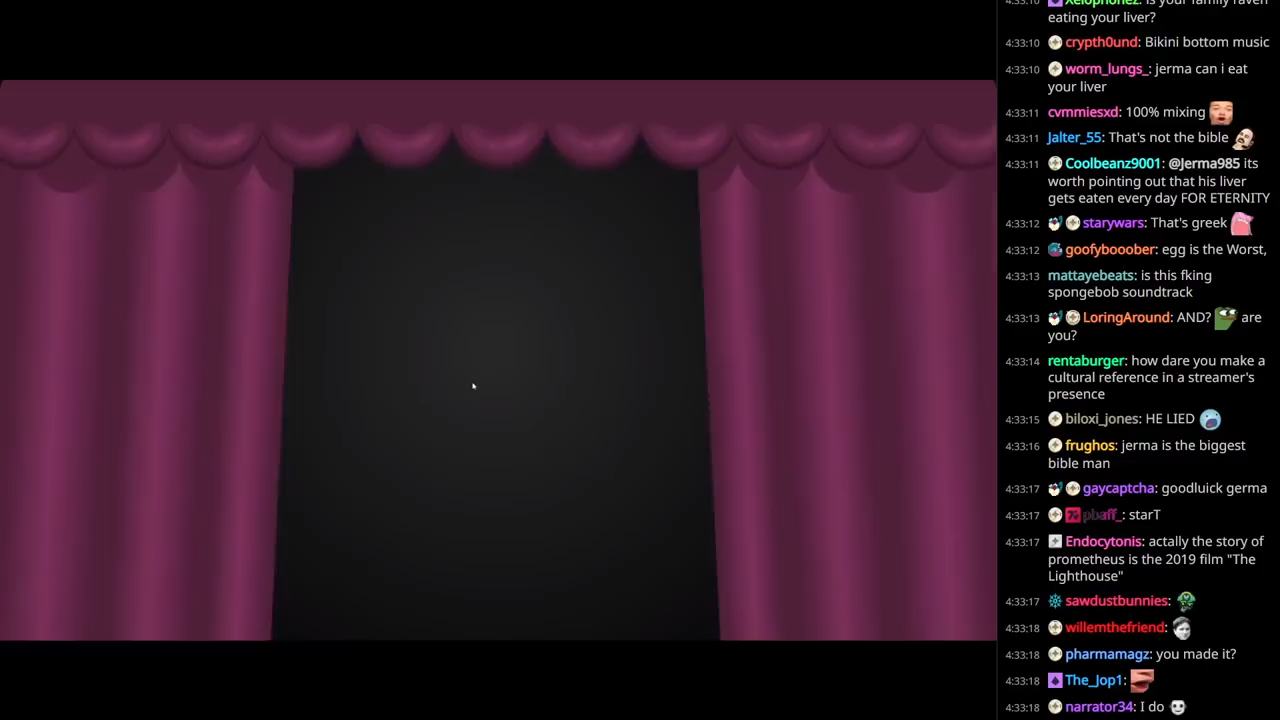 4:33:10 Xelophonez: is your family raven
eating your liver?
4:33:10 crypth0und: Bikini bottom music
4:33:10 worm_lungs_: jerma can i eat
your liver
4:33:11 cvmmiesxd: 100% mixing
4:33:11 Jalter_55: That's not the bible
4:33:11 Coolbeanz9001: @Jerma985 its
worth pointing out that his liver
gets eaten every day FOR ETERNITY
4:33:12 starywars: That's greek
4:33:12 goofybooober: egg is the Worst,
4:33:13 mattayebeats: is this fking
spongebob soundtrack
4:33:13 LoringAround: AND? are
you?
4:33:14 rentaburger: how dare you make a
cultural reference in a streamer's
presence
4:33:15 biloxi_jones: HE LIED
4:33:16 frughos: jerma is the biggest
bible man
4:33:17 gaycaptcha: goodluick germa
4:33:17 pbaff_: starT
4:33:17 Endocytonis: actally the story of
prometheus is the 2019 film "The
Lighthouse"
4:33:17 sawdustbunnies:
4:33:18 willemthefriend:
4:33:18 pharmamagz: you made it?
4:33:18 The_Jop1:
4:33:18 narrator34: I do